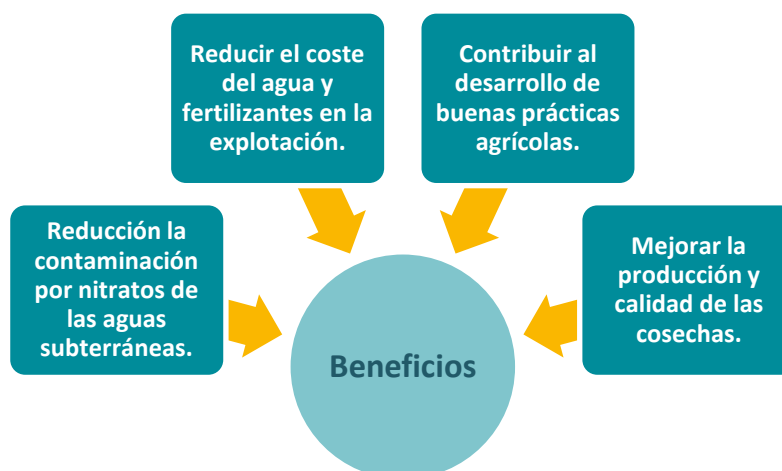 Reducir el coste
del agua y
fertilizantes en la
explotación.
Contribuir al
desarrollo de
buenas prácticas
agrícolas.
Reducción la
contaminación
por nitratos de
las aguas
subterráneas.
Mejorar la
producción y
calidad de las
cosechas.
Beneficios